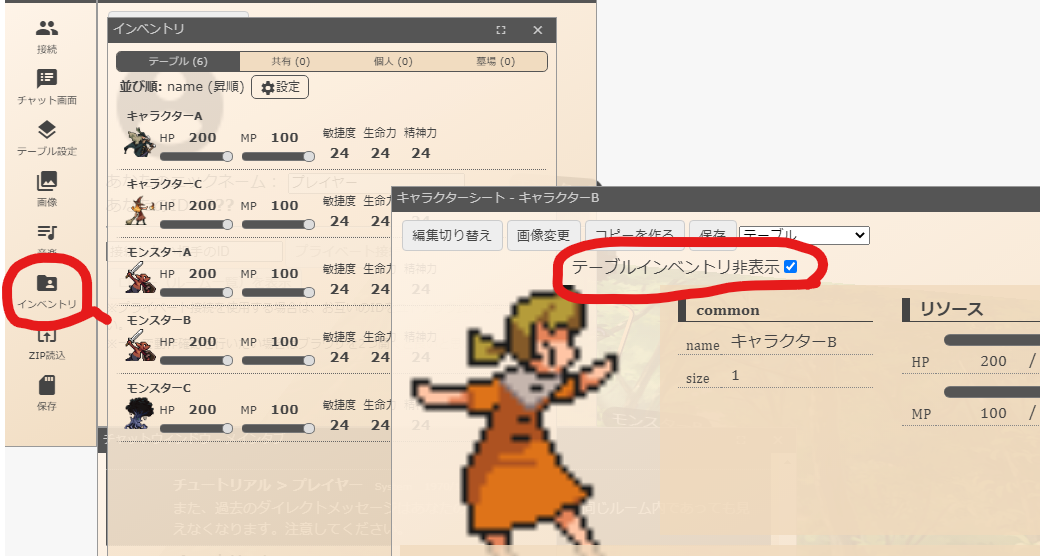 接続
チャット画面
テーブル設定
画像
音楽
インベントリ
ZIP読込
保存
インベントリ
テーブル (6)
共有 (0)
個人 (0)
墓場 (0)
並び順: name (昇順)
設定
キャラクターA
HP 200 MP 100 敏捷度 24 生命力 24 精神力 24
キャラクターC
HP 200 MP 100 敏捷度 24 生命力 24
モンスターA
HP 200 MP 100 敏捷度 24 生命力 24
モンスターB
HP 200 MP 100 敏捷度 24 生命力 24
モンスターC
HP 200 MP 100 敏捷度 24 生命力 24
キャラクターシート - キャラクターB
編集切り替え
画像変更
コピーを作る
保存
テーブル
テーブルインベントリ非表示
common
name キャラクターB
size 1
リソース
HP 200 /
MP 100 /
チュートリアル > プレイヤー
また、過去のダイレクトメッセージ
えなくなります。注意してください